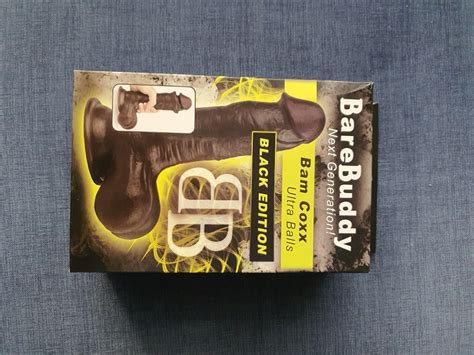 BareBuddy
Next Generation!
Bam Coxx
Ultra Balls
BLACK EDITION
BB